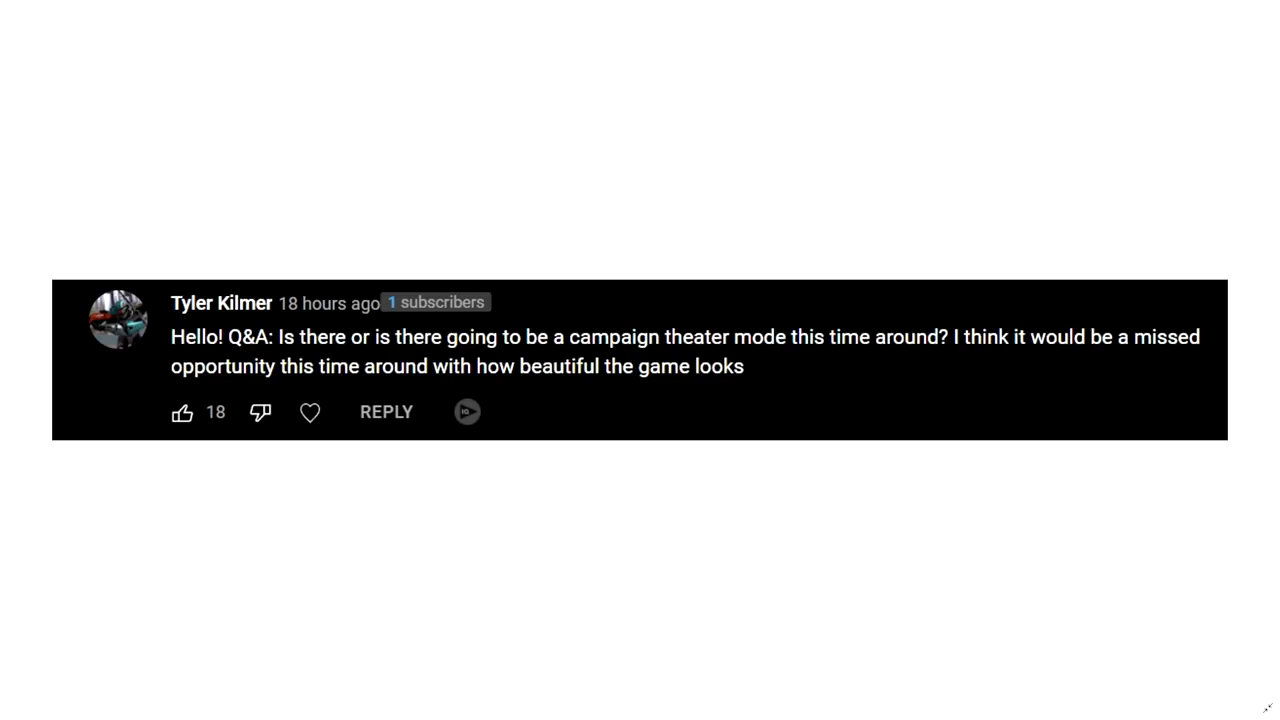 Tyler Kilmer 18 hours ago 1 subscribers
Hello! Q&A: Is there or is there going to be a campaign theater mode this time around? I think it would be a missed
opportunity this time around with how beautiful the game looks
18 REPLY IQ